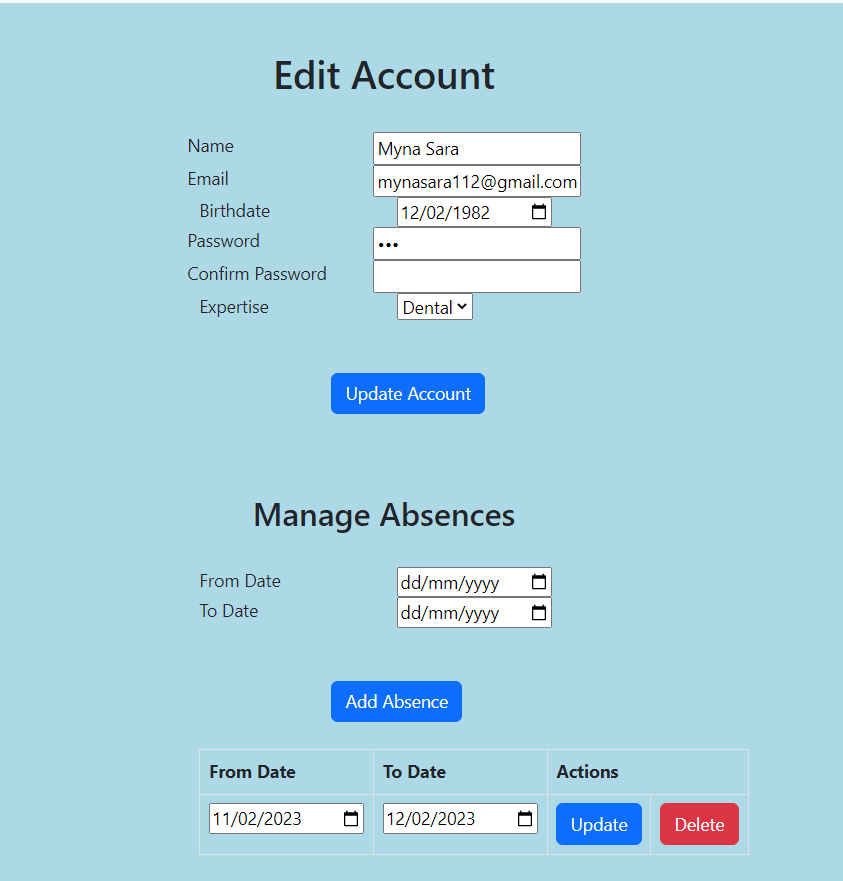 Edit Account
Name Myna Sara
Email mynasara112@gmail.com
Birthdate 12/02/1982
Password •••
Confirm Password
Expertise Dental
Update Account
Manage Absences
From Date dd/mm/yyyy
To Date dd/mm/yyyy
Add Absence
From Date To Date Actions
11/02/2023 12/02/2023 Update Delete